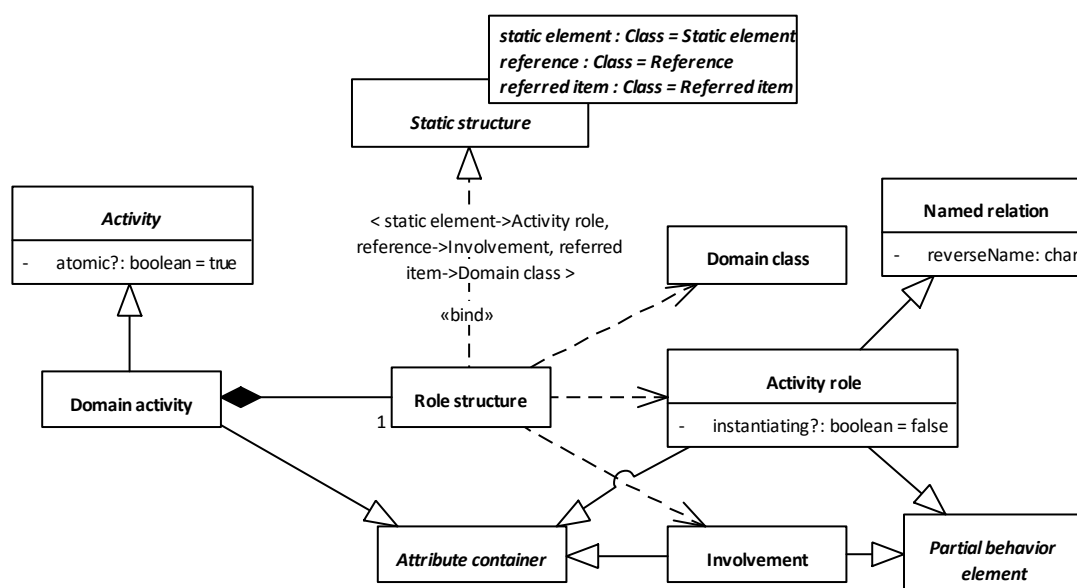 static element : Class = Static element
reference : Class = Reference
referred item : Class = Referred item
Static structure
Activity
- atomic?: boolean = true
< static element->Activity role,
reference->Involvement, referred
item->Domain class >
«bind»
Named relation
- reverseName: char
Domain class
Domain activity
1
Role structure
Activity role
- instantiating?: boolean = false
Attribute container
Involvement
Partial behavior
element